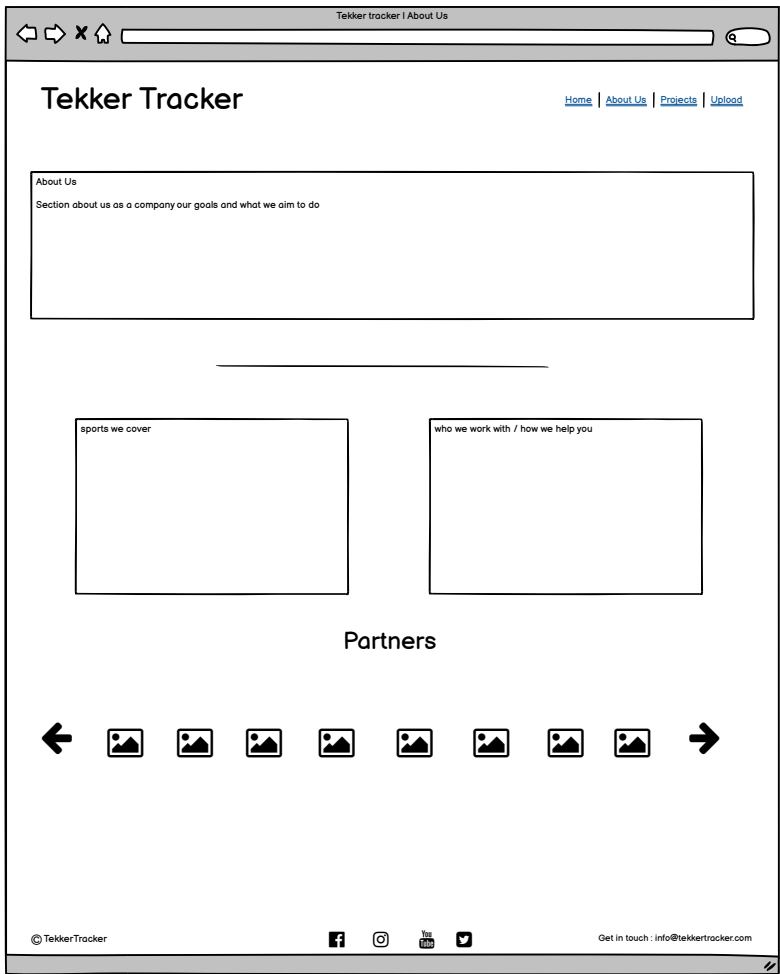 Tekker tracker | About Us
Tekker Tracker
Home | About Us | Projects | Upload
About Us
Section about us as a company our goals and what we aim to do
sports we cover
who we work with / how we help you
Partners
© TekkerTracker
You
Tube
Get in touch : info@tekkertracker.com